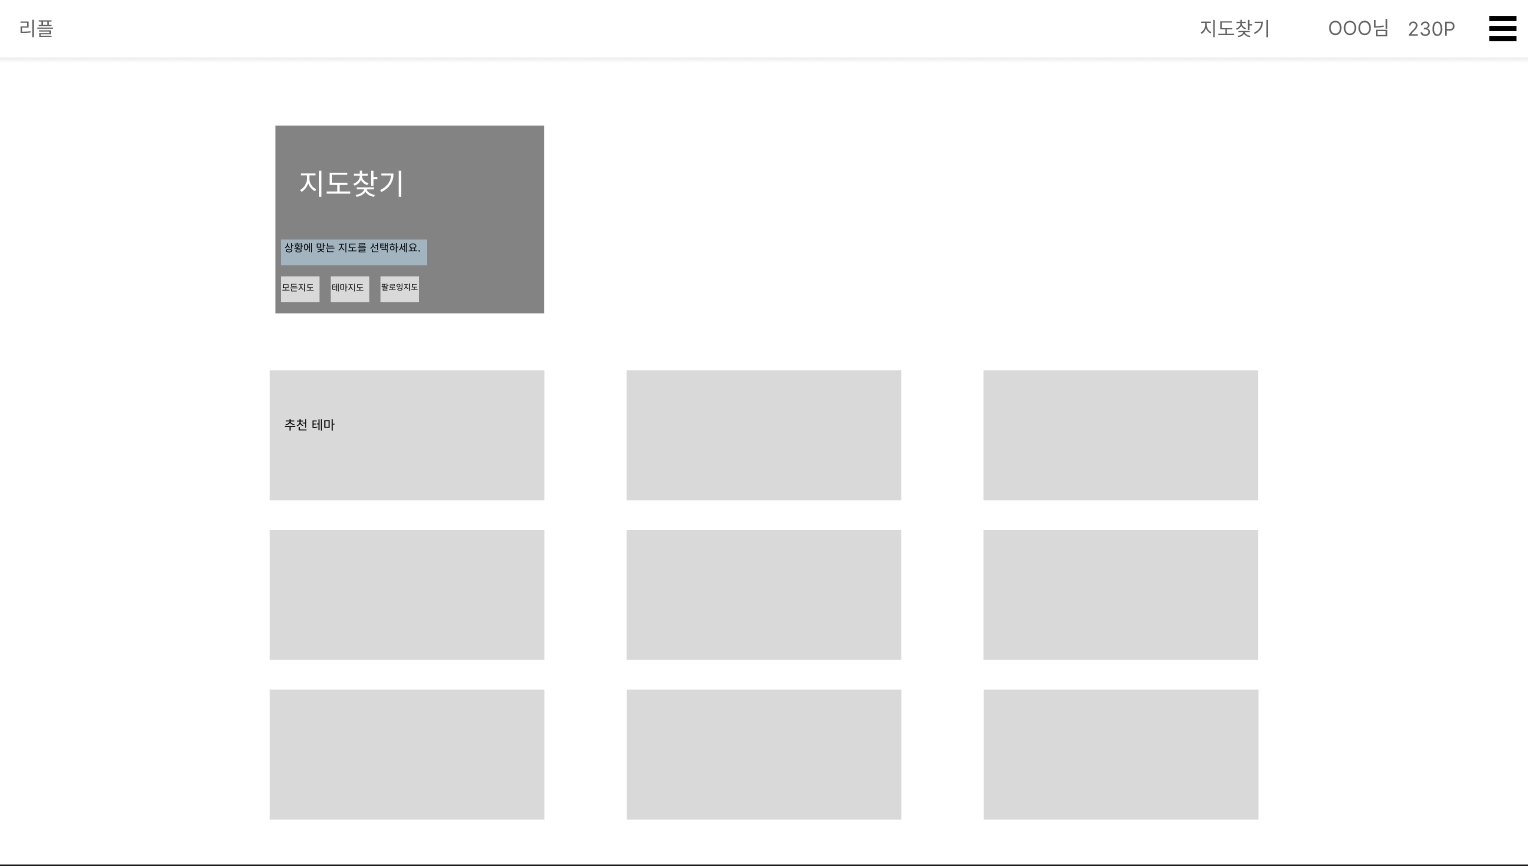 리플
지도찾기 OOO님 230P
지도찾기
상황에 맞는 지도를 선택하세요.
모든지도 테마지도 팔로잉지도
추천 테마